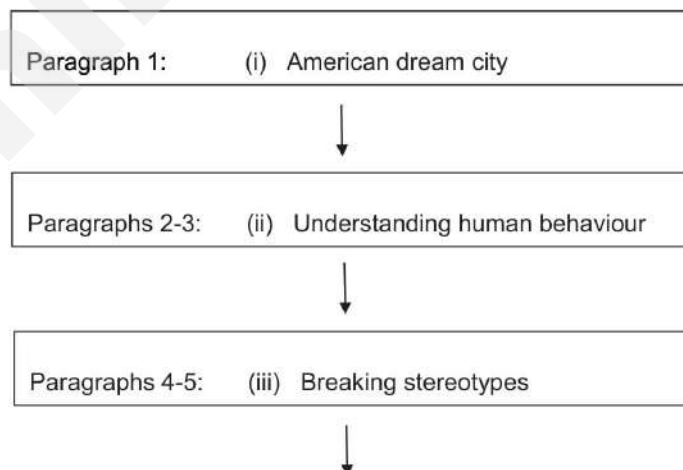 Paragraph 1: (i) American dream city
Paragraphs 2-3: (ii) Understanding human behaviour
Paragraphs 4-5: (iii) Breaking stereotypes